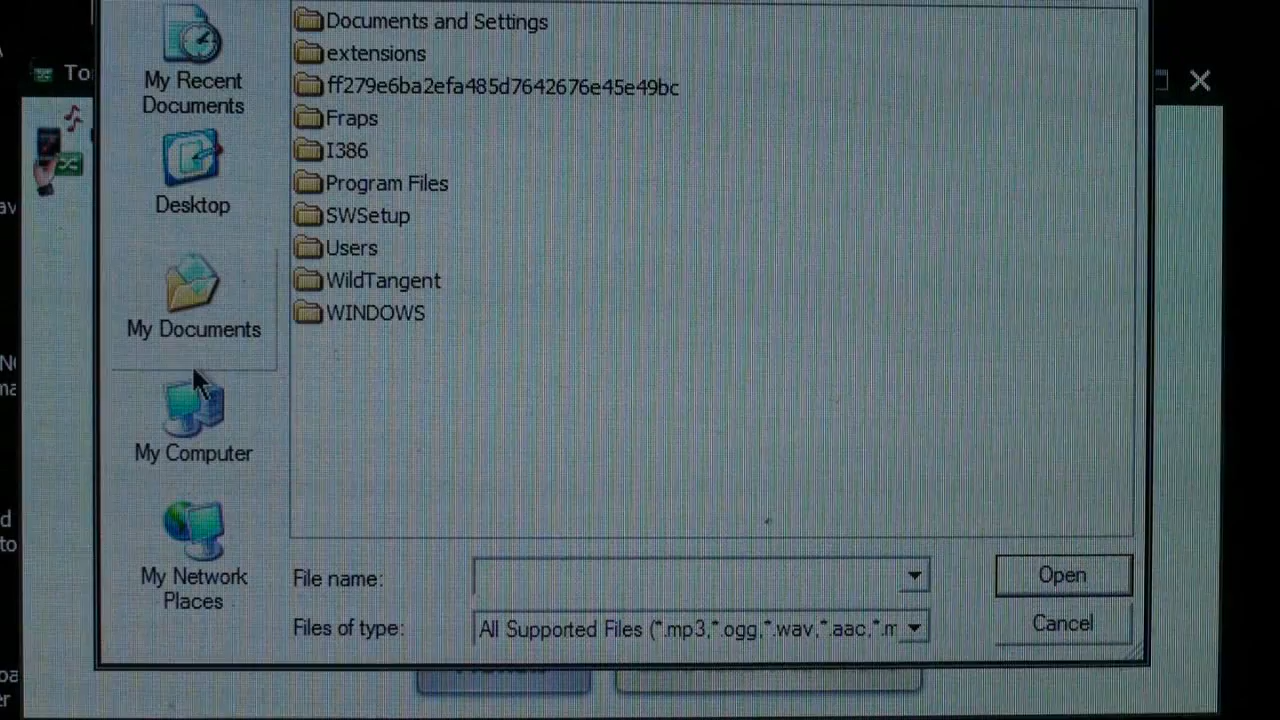 To
My Recent
Documents
Desktop
My Documents
My Computer
My Network
Places
Documents and Settings
extensions
ff279e6ba2efa485d7642676e45e49bc
Fraps
I386
Program Files
SWSetup
Users
WildTangent
WINDOWS
File name:
Open
Files of type:
All Supported Files (*.mp3,*.ogg,*.wav,*.aac,*.m
Cancel